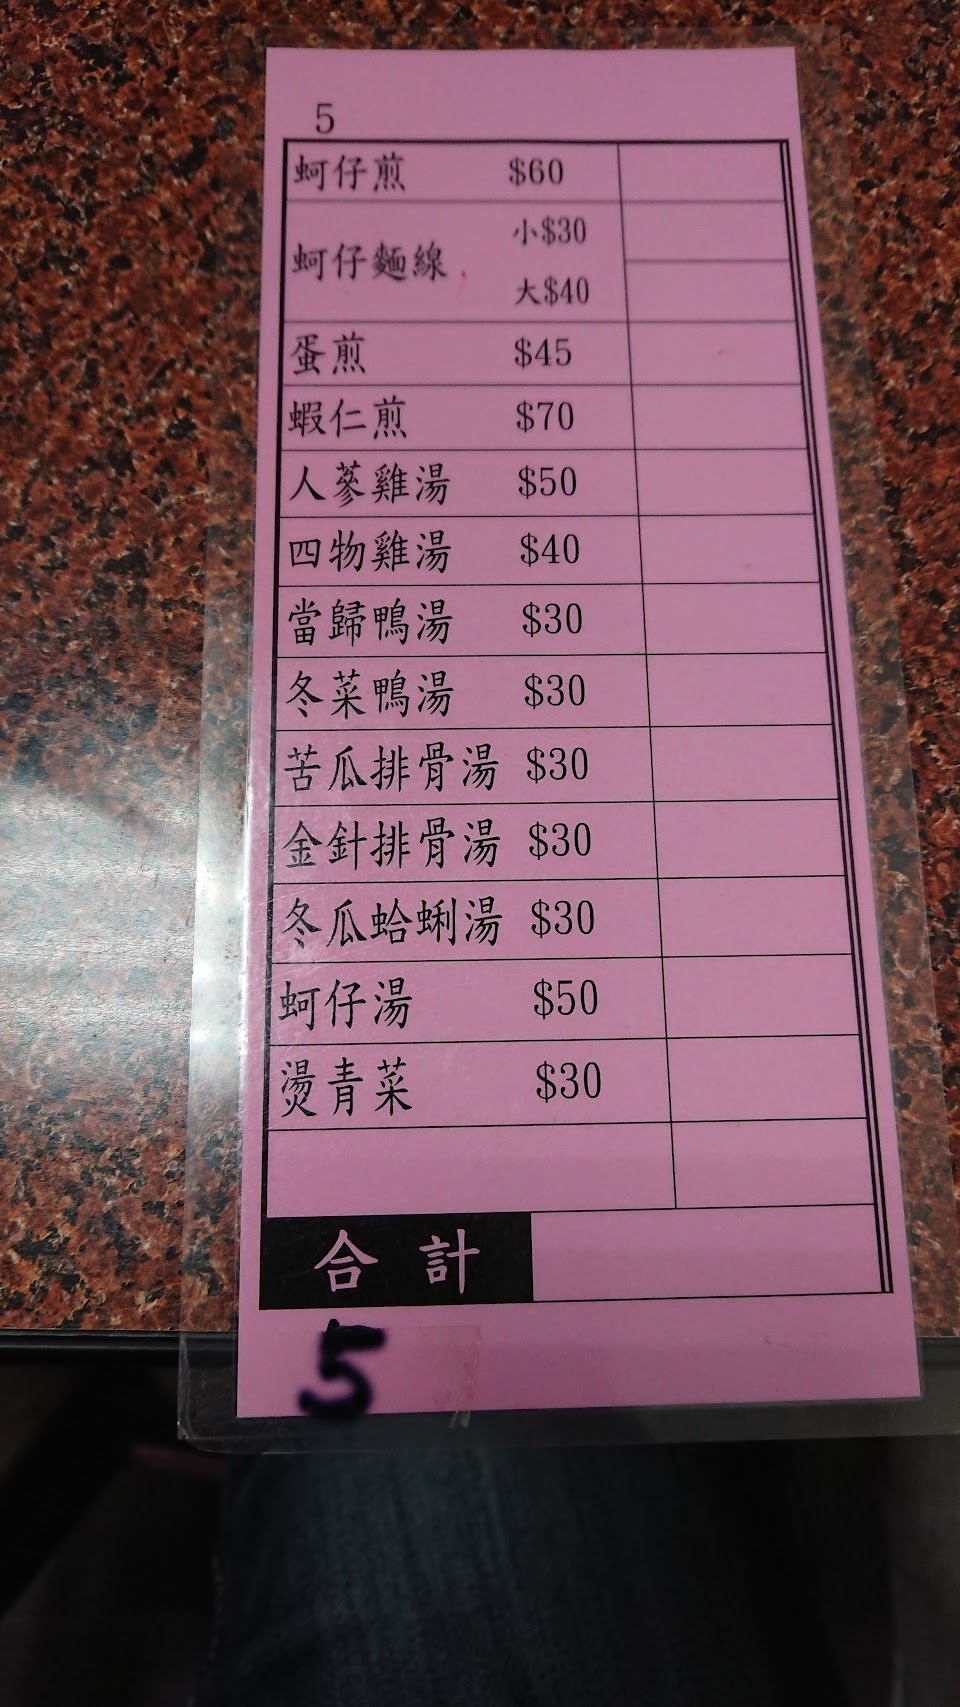 5
蚵仔煎 $60
蚵仔麵線 小$30
大$40
蛋煎 $45
蝦仁煎 $70
人蔘雞湯 $50
四物雞湯 $40
當歸鴨湯 $30
冬菜鴨湯 $30
苦瓜排骨湯 $30
金針排骨湯 $30
冬瓜蛤蜊湯 $30
蚵仔湯 $50
燙青菜 $30
合計
5